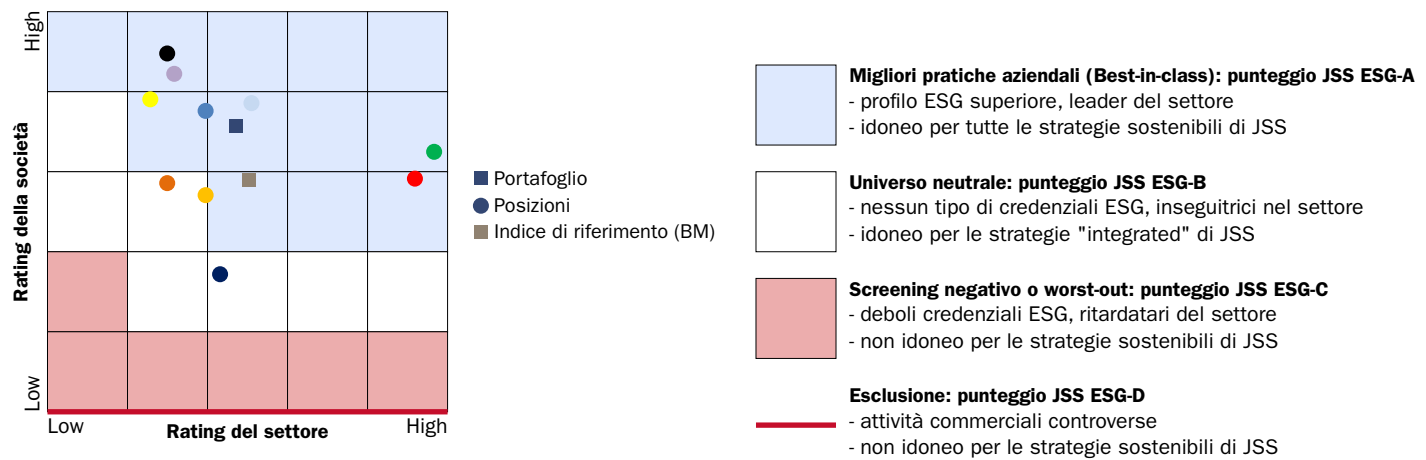 High
Rating della società
Low
Low
Rating del settore
High
Portafoglio
Posizioni
Indice di riferimento (BM)
Migliori pratiche aziendali (Best-in-class): punteggio JSS ESG-A
- profilo ESG superiore, leader del settore
- idoneo per tutte le strategie sostenibili di JSS
Universo neutrale: punteggio JSS ESG-B
- nessun tipo di credenziali ESG, inseguitrici nel settore
- idoneo per le strategie "integrated" di JSS
Screening negativo o worst-out: punteggio JSS ESG-C
- deboli credenziali ESG, ritardatari del settore
- non idoneo per le strategie sostenibili di JSS
Esclusione: punteggio JSS ESG-D
- attività commerciali controverse
- non idoneo per le strategie sostenibili di JSS